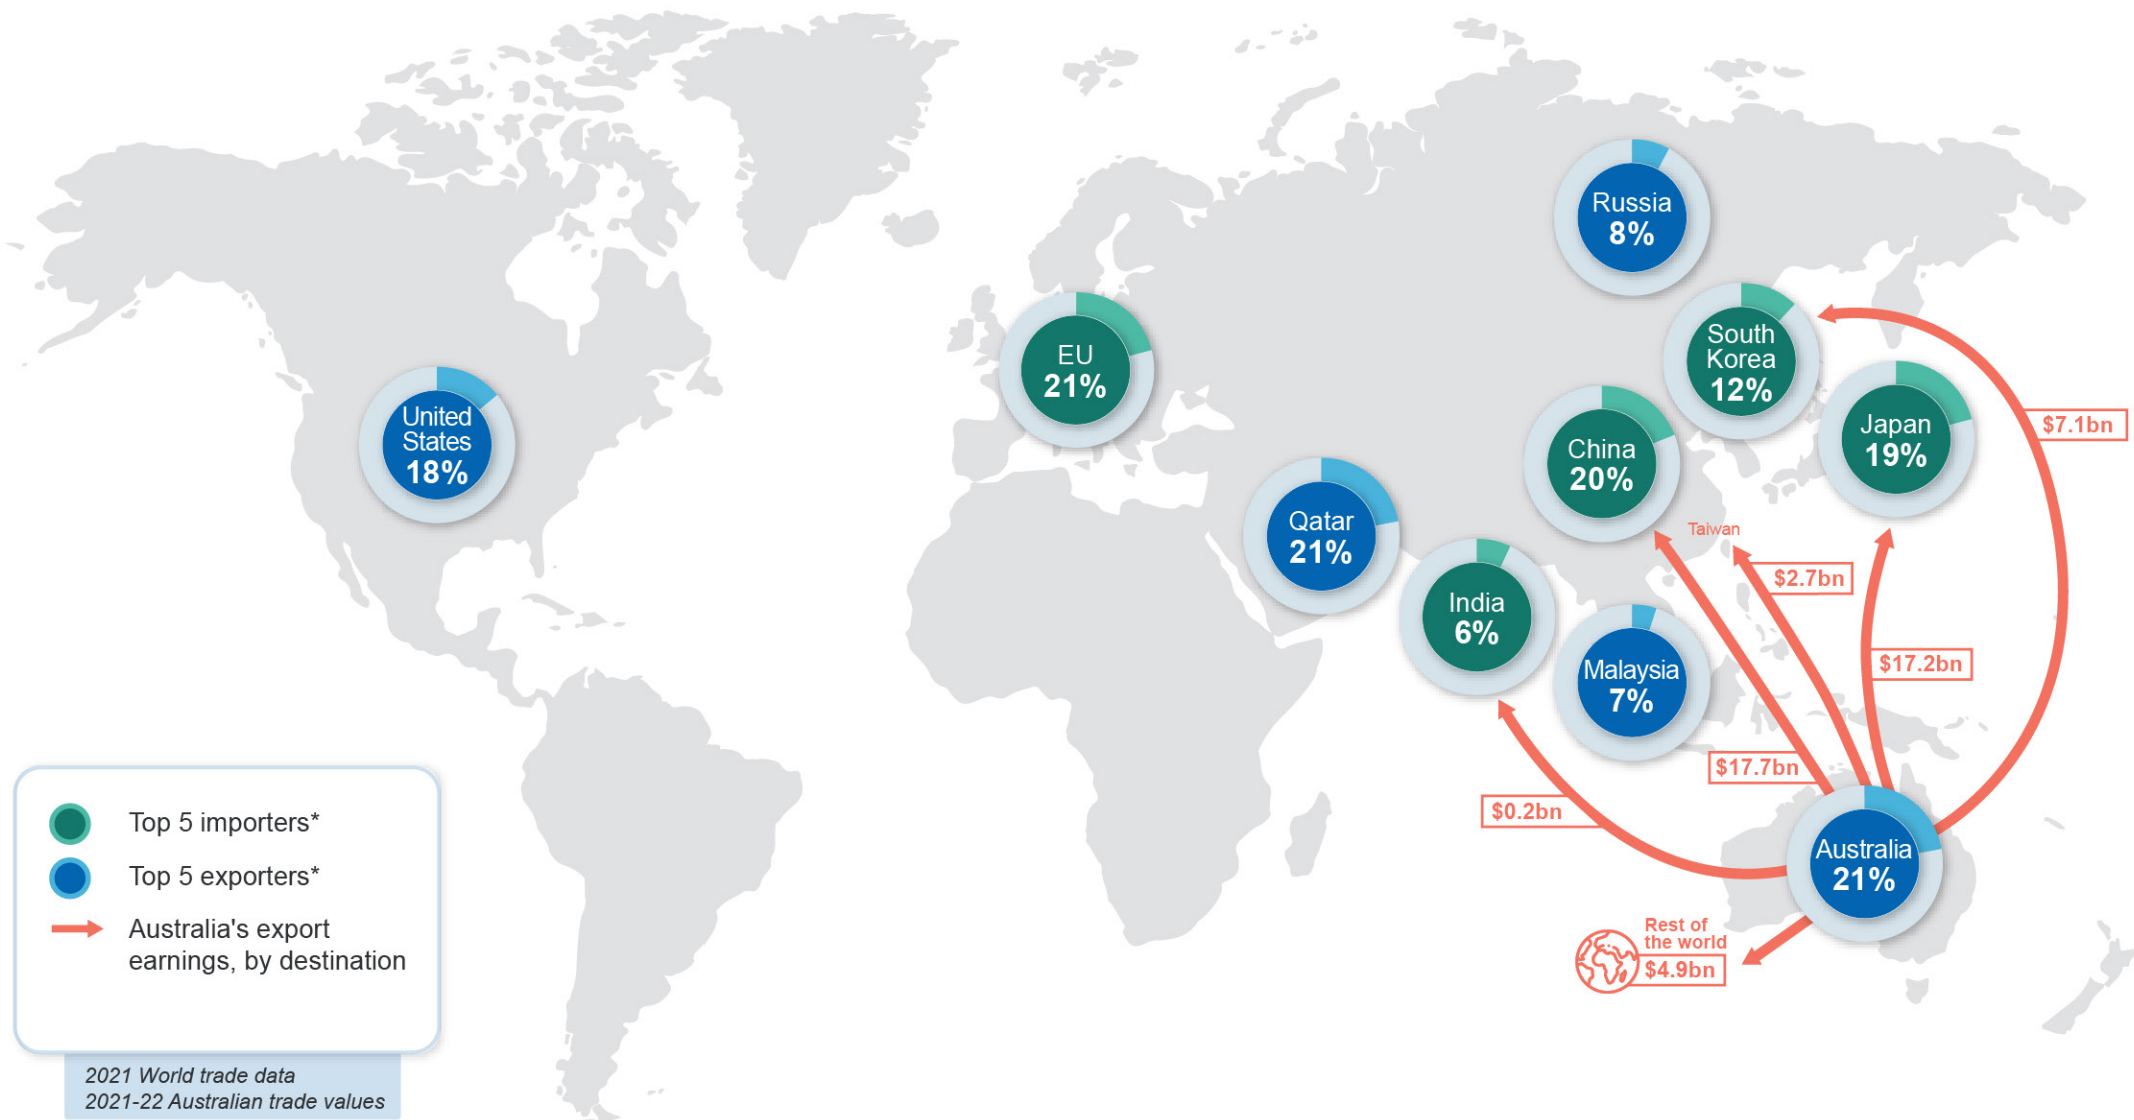 Russia
8%
South
Korea
12%
EU
21%
United
States
18%
China
20%
Japan
19%
$7.1bn
Qatar
21%
Taiwan
$2.7bn
India
6%
Malaysia
7%
$17.2bn
$17.7bn
$0.2bn
Australia
21%
Rest of
the world
$4.9bn
Top 5 importers*
Top 5 exporters*
Australia's export
earnings, by destination
2021 World trade data
2021-22 Australian trade values